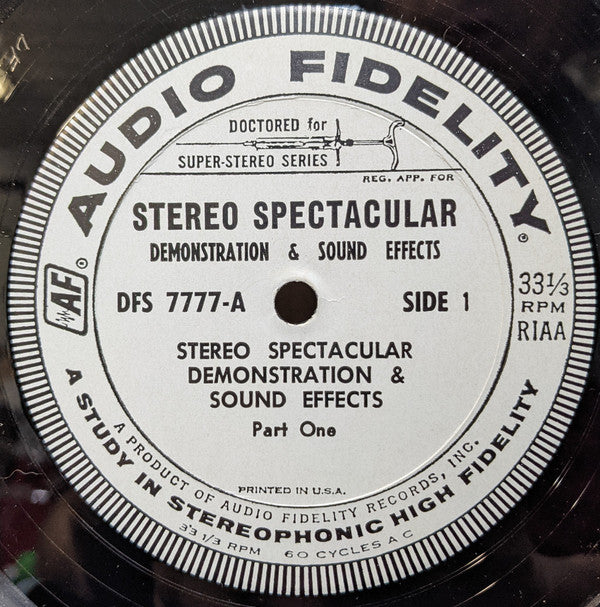 AUDIO FIDELITY®
DOCTORED for
SUPER-STEREO SERIES
REG. APP. FOR
STEREO SPECTACULAR
DEMONSTRATION & SOUND EFFECTS
DFS 7777-A SIDE 1
33⅓
RPM
RIAA
AF®
STEREO SPECTACULAR
DEMONSTRATION &
SOUND EFFECTS
Part One
PRINTED IN U.S.A.
A PRODUCT OF AUDIO FIDELITY RECORDS, INC.
A STUDY IN STEREOPHONIC HIGH FIDELITY
33 1/3 RPM 60 CYCLES AC